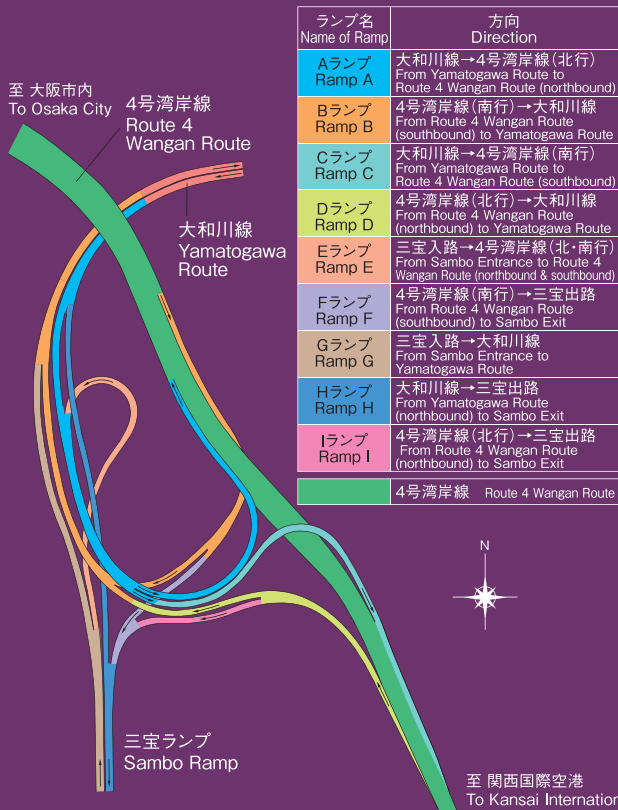 ランプ名
Name of Ramp
方向
Direction
Aランプ
Ramp A
大和川線→4号湾岸線(北行)
From Yamatogawa Route to
Route 4 Wangan Route (northbound)
Bランプ
Ramp B
4号湾岸線(南行)→大和川線
From Route 4 Wangan Route
(southbound) to Yamatogawa Route
Cランプ
Ramp C
大和川線→4号湾岸線(南行)
From Yamatogawa Route to
Route 4 Wangan Route (southbound)
Dランプ
Ramp D
4号湾岸線(北行)→大和川線
From Route 4 Wangan Route
(northbound) to Yamatogawa Route
Eランプ
Ramp E
三宝入路→4号湾岸線(北・南行)
From Sambo Entrance to Route 4
Wangan Route (northbound & southbound)
Fランプ
Ramp F
4号湾岸線(南行)→三宝出路
From Route 4 Wangan Route
(southbound) to Sambo Exit
Gランプ
Ramp G
三宝入路→大和川線
From Sambo Entrance to
Yamatogawa Route
Hランプ
Ramp H
大和川線→三宝出路
From Yamatogawa Route
(northbound) to Sambo Exit
Iランプ
Ramp I
4号湾岸線(北行)→三宝出路
From Route 4 Wangan Route
(northbound) to Sambo Exit
4号湾岸線 Route 4 Wangan Route
至 大阪市内
To Osaka City
4号湾岸線
Route 4
Wangan Route
大和川線
Yamatogawa
Route
N
三宝ランプ
Sambo Ramp
至 関西国際空港
To Kansai Internation